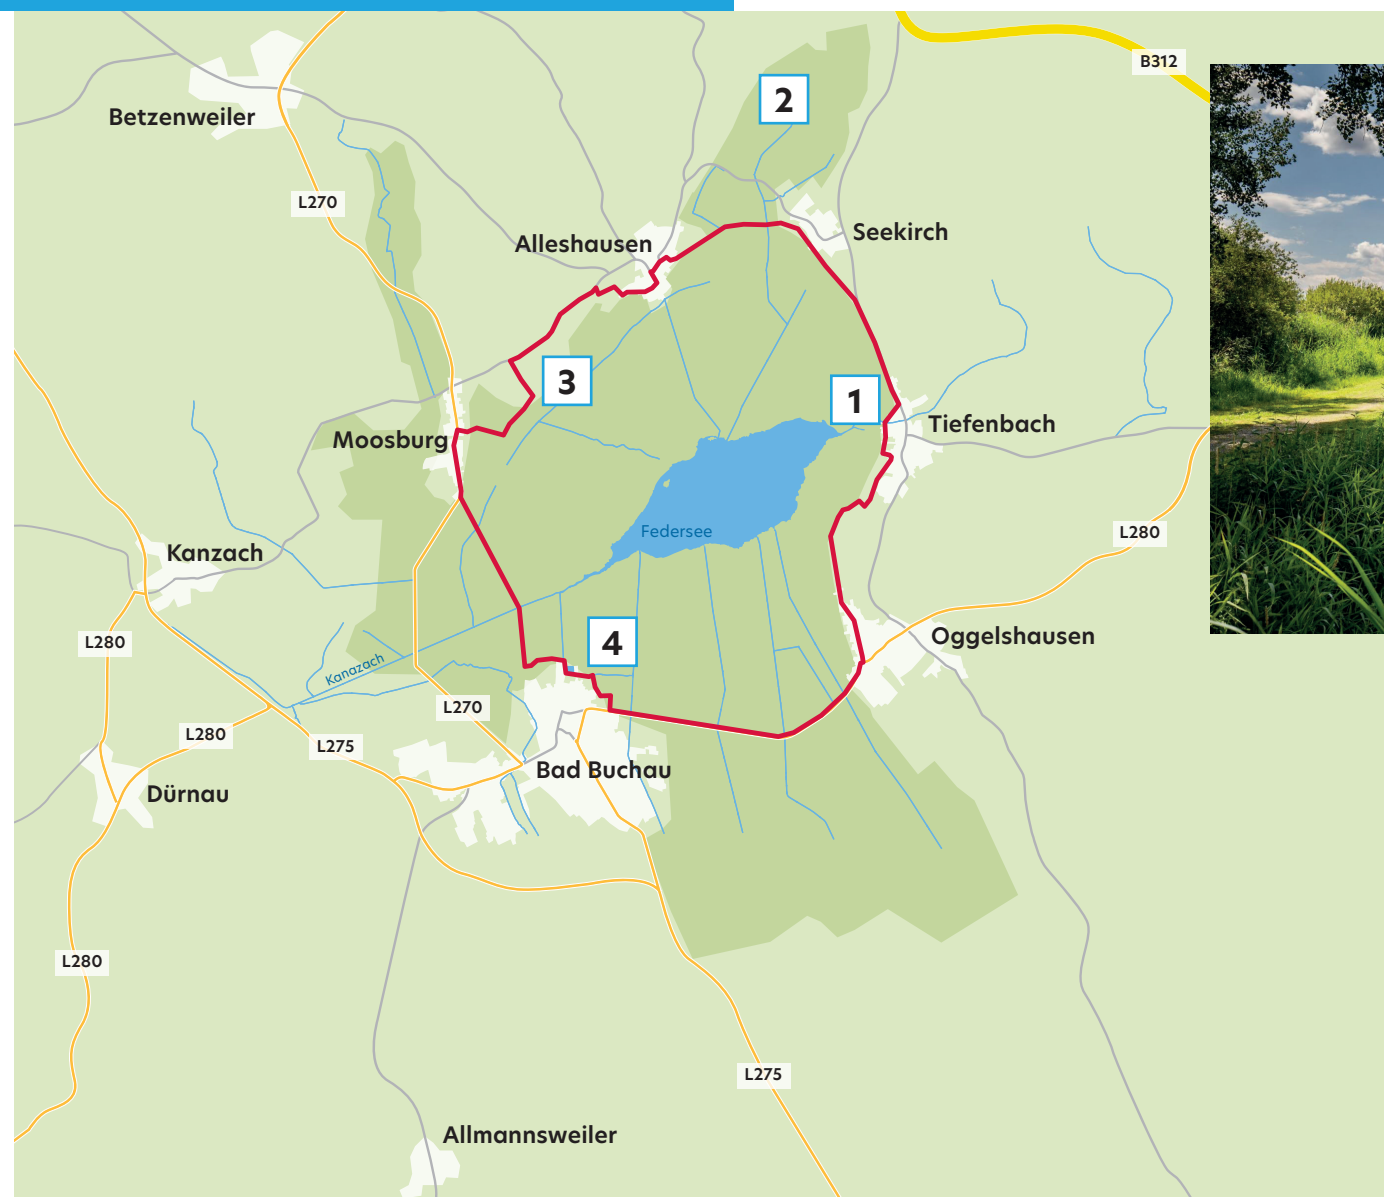 B312
2
Betzenweiler
L270
Alleshausen
Seekirch
3
1
Moosburg
Tiefenbach
Federsee
L280
Kanzach
L280
4
Oggelshausen
Kanazach
L270
L280
L275
Bad Buchau
Dürnau
L280
L275
Allmannsweiler